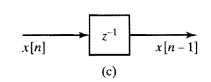 z⁻¹
x[n]
x[n − 1]
(c)